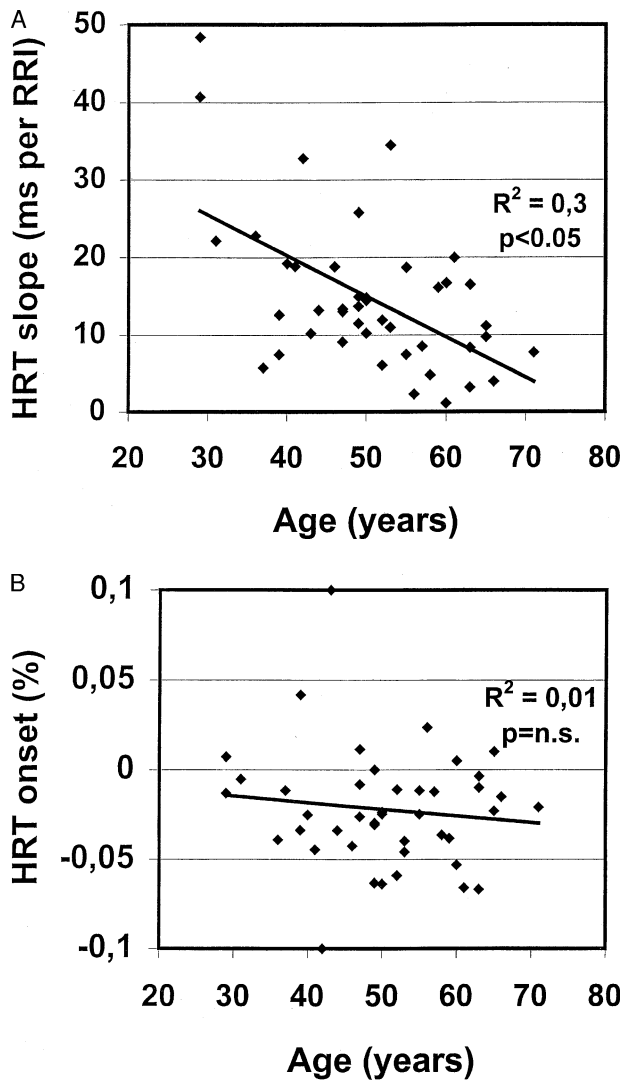 A
HRT slope (ms per RRI)
50
40
30
20
10
0
R² = 0,3
p<0.05
20 30 40 50 60 70 80
Age (years)
B
HRT onset (%)
0,1
0,05
0
-0,05
-0,1
R² = 0,01
p=n.s.
20 30 40 50 60 70 80
Age (years)